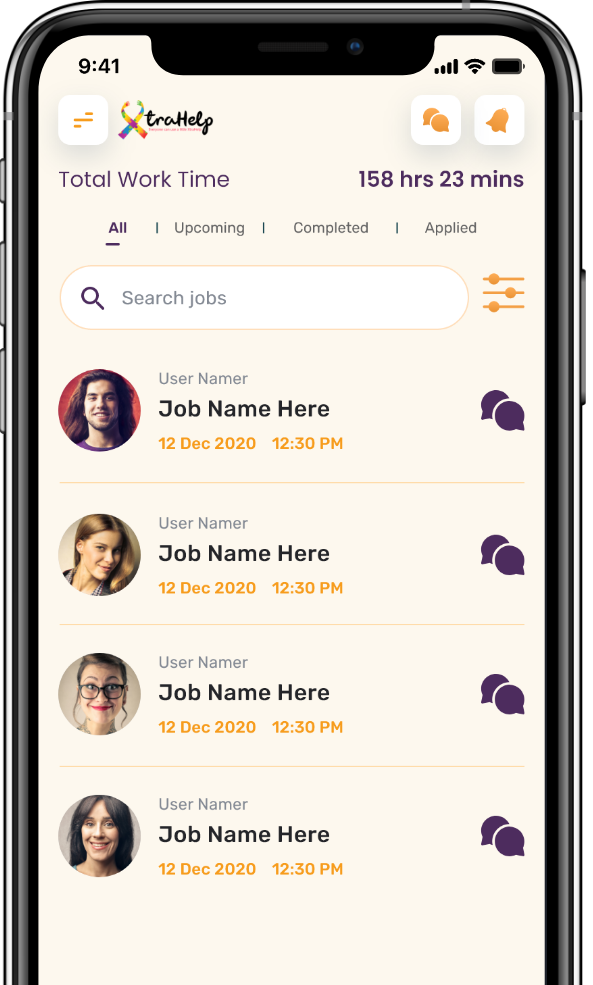 9:41
XtraHelp
Total Work Time 158 hrs 23 mins
All | Upcoming | Completed | Applied
Search jobs
User Namer
Job Name Here
12 Dec 2020 12:30 PM
User Namer
Job Name Here
12 Dec 2020 12:30 PM
User Namer
Job Name Here
12 Dec 2020 12:30 PM
User Namer
Job Name Here
12 Dec 2020 12:30 PM